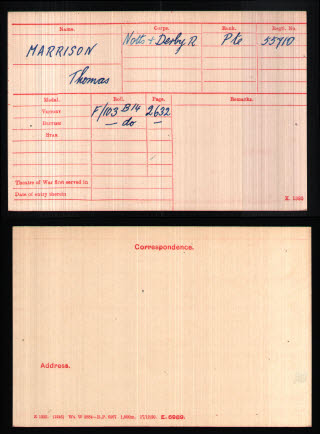 Name. Corps. Rank. Regtl. No.
MARRISON Notts + Derby R Pte 55710
Thomas
Medal. Roll. Page. Remarks.
VICTORY F/103 B14 2632
BRITISH — do — —
STAR
Theatre of War first served in
Date of entry therein
K. 1380
Correspondence.
Address.